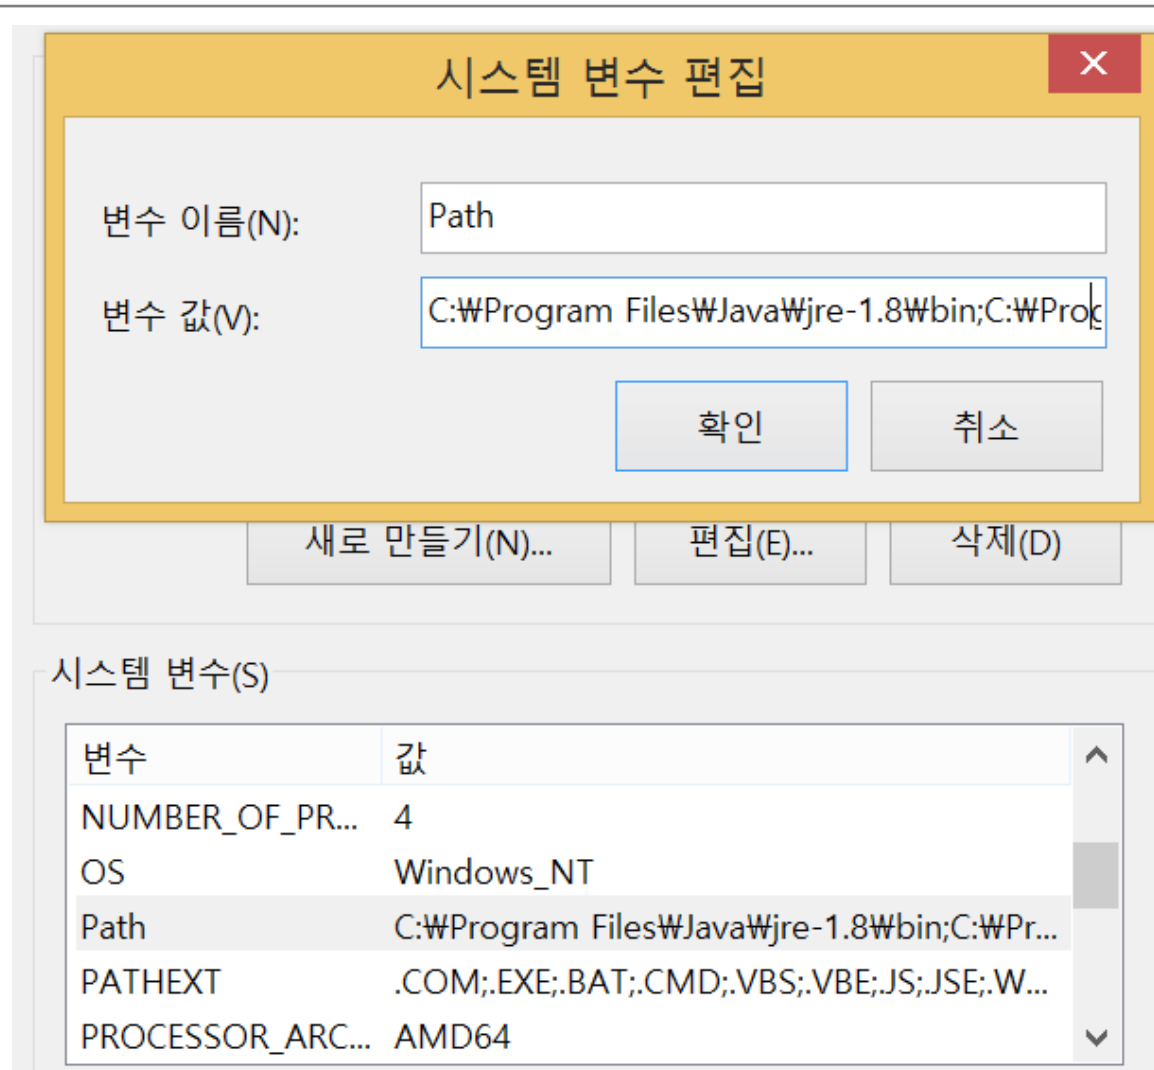 시스템 변수 편집
변수 이름(N):
Path
변수 값(V):
C:₩Program Files₩Java₩jre-1.8₩bin;C:₩Prog
확인
취소
새로 만들기(N)...
편집(E)...
삭제(D)
시스템 변수(S)
변수 값
NUMBER_OF_PR... 4
OS Windows_NT
Path C:₩Program Files₩Java₩jre-1.8₩bin;C:₩Pr...
PATHEXT .COM;.EXE;.BAT;.CMD;.VBS;.VBE;.JS;.JSE;.W...
PROCESSOR_ARC... AMD64